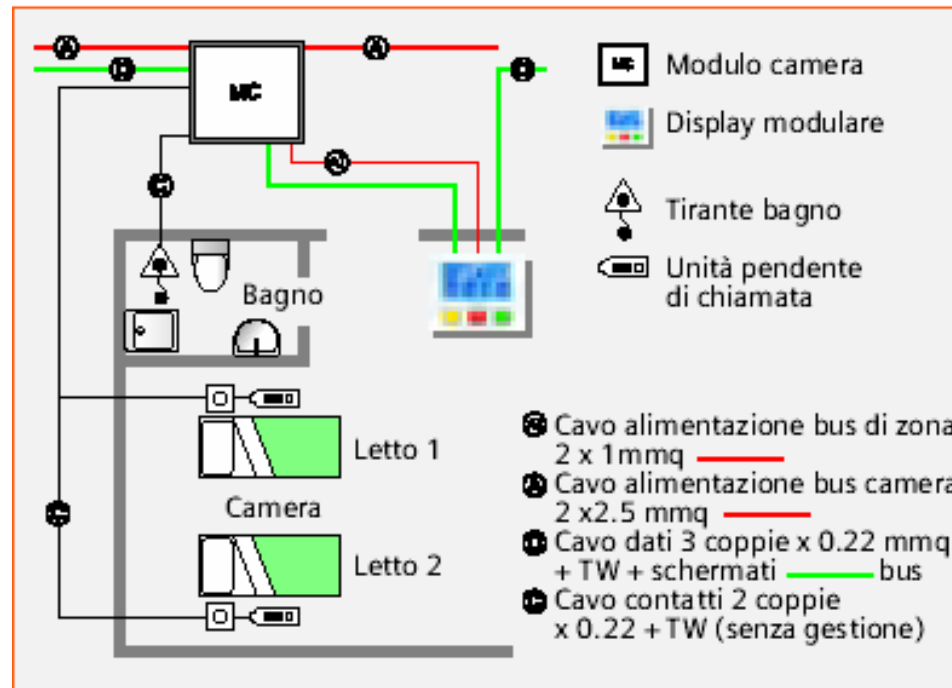 A
A
MC
MC
Modulo camera
Display modulare
Tirante bagno
Unità pendente
di chiamata
Bagno
Letto 1
Camera
Letto 2
C
C
Cavo alimentazione bus di zona
2 x 1mmq
A Cavo alimentazione bus camera
2 x2.5 mmq
Cavo dati 3 coppie x 0.22 mmq
+ TW + schermati bus
C Cavo contatti 2 coppie
x 0.22 + TW (senza gestione)